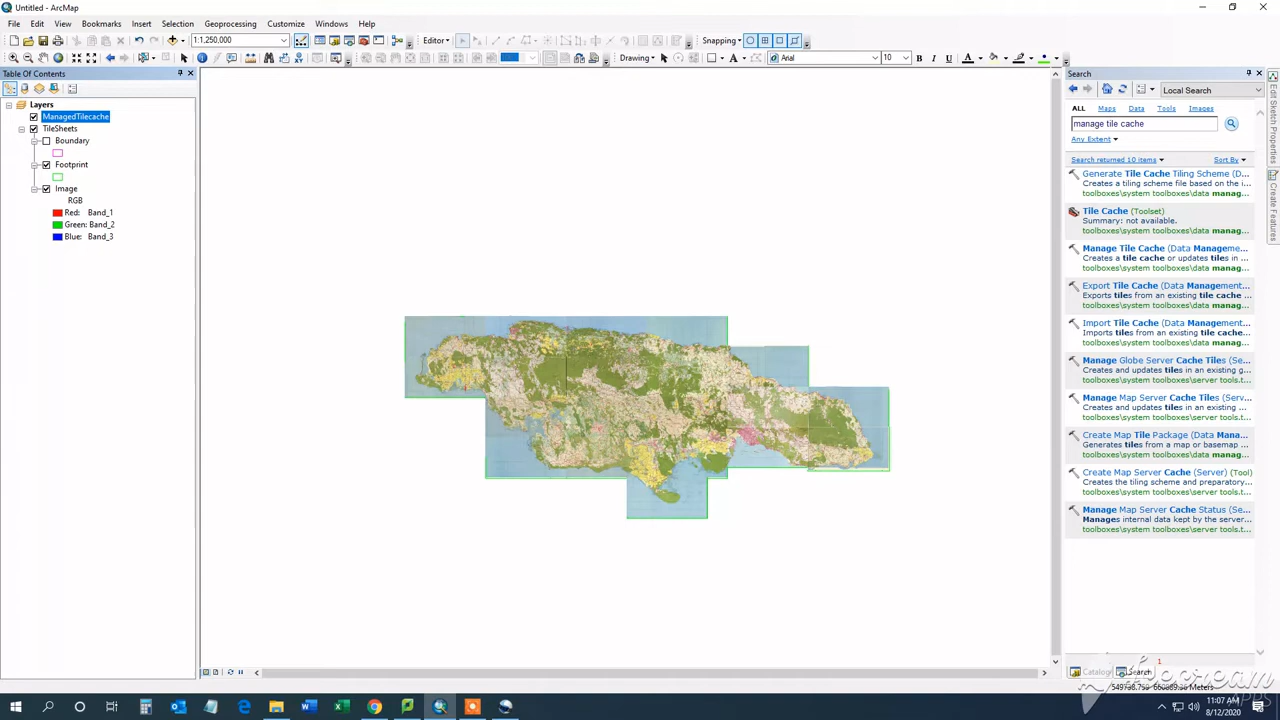 Untitled - ArcMap
File Edit View Bookmarks Insert Selection Geoprocessing Customize Windows Help
1:1,250,000
Editor
Snapping
Drawing
Arial
10
B I U A
Table Of Contents
Layers
ManagedTilecache
TileSheets
Boundary
Footprint
Image
RGB
Red: Band_1
Green: Band_2
Blue: Band_3
Search
Local Search
ALL Maps Data Tools Images
manage tile cache
Any Extent
Search returned 10 items
Sort By
Generate Tile Cache Tiling Scheme (D...
Creates a tiling scheme file based on the i...
toolboxes\system toolboxes\data manag...
Tile Cache (Toolset)
Summary: not available.
toolboxes\system toolboxes\data manag...
Manage Tile Cache (Data Manageme...
Creates a tile cache or updates tiles in ...
toolboxes\system toolboxes\data manag...
Export Tile Cache (Data Management...
Exports tiles from an existing tile cache...
toolboxes\system toolboxes\data manag...
Import Tile Cache (Data Management...
Imports tiles from an existing tile cache...
toolboxes\system toolboxes\data manag...
Manage Globe Server Cache Tiles (Se...
Creates and updates tiles in an existing g...
toolboxes\system toolboxes\server tools.t...
Manage Map Server Cache Tiles (Serv...
Creates and updates tiles in an existing ...
toolboxes\system toolboxes\server tools.t...
Create Map Tile Package (Data Mana...
Generates tiles from a map or basemap ...
toolboxes\system toolboxes\data manag...
Create Map Server Cache (Server) (Tool)
Creates the tiling scheme and preparatory...
toolboxes\system toolboxes\server tools.t...
Manage Map Server Cache Status (Se...
Manages internal data kept by the server...
toolboxes\system toolboxes\server tools.t...
1
Catalog
Search
Edit Sketch Properties
Create Features
Meters
11:07 AM
8/12/2020